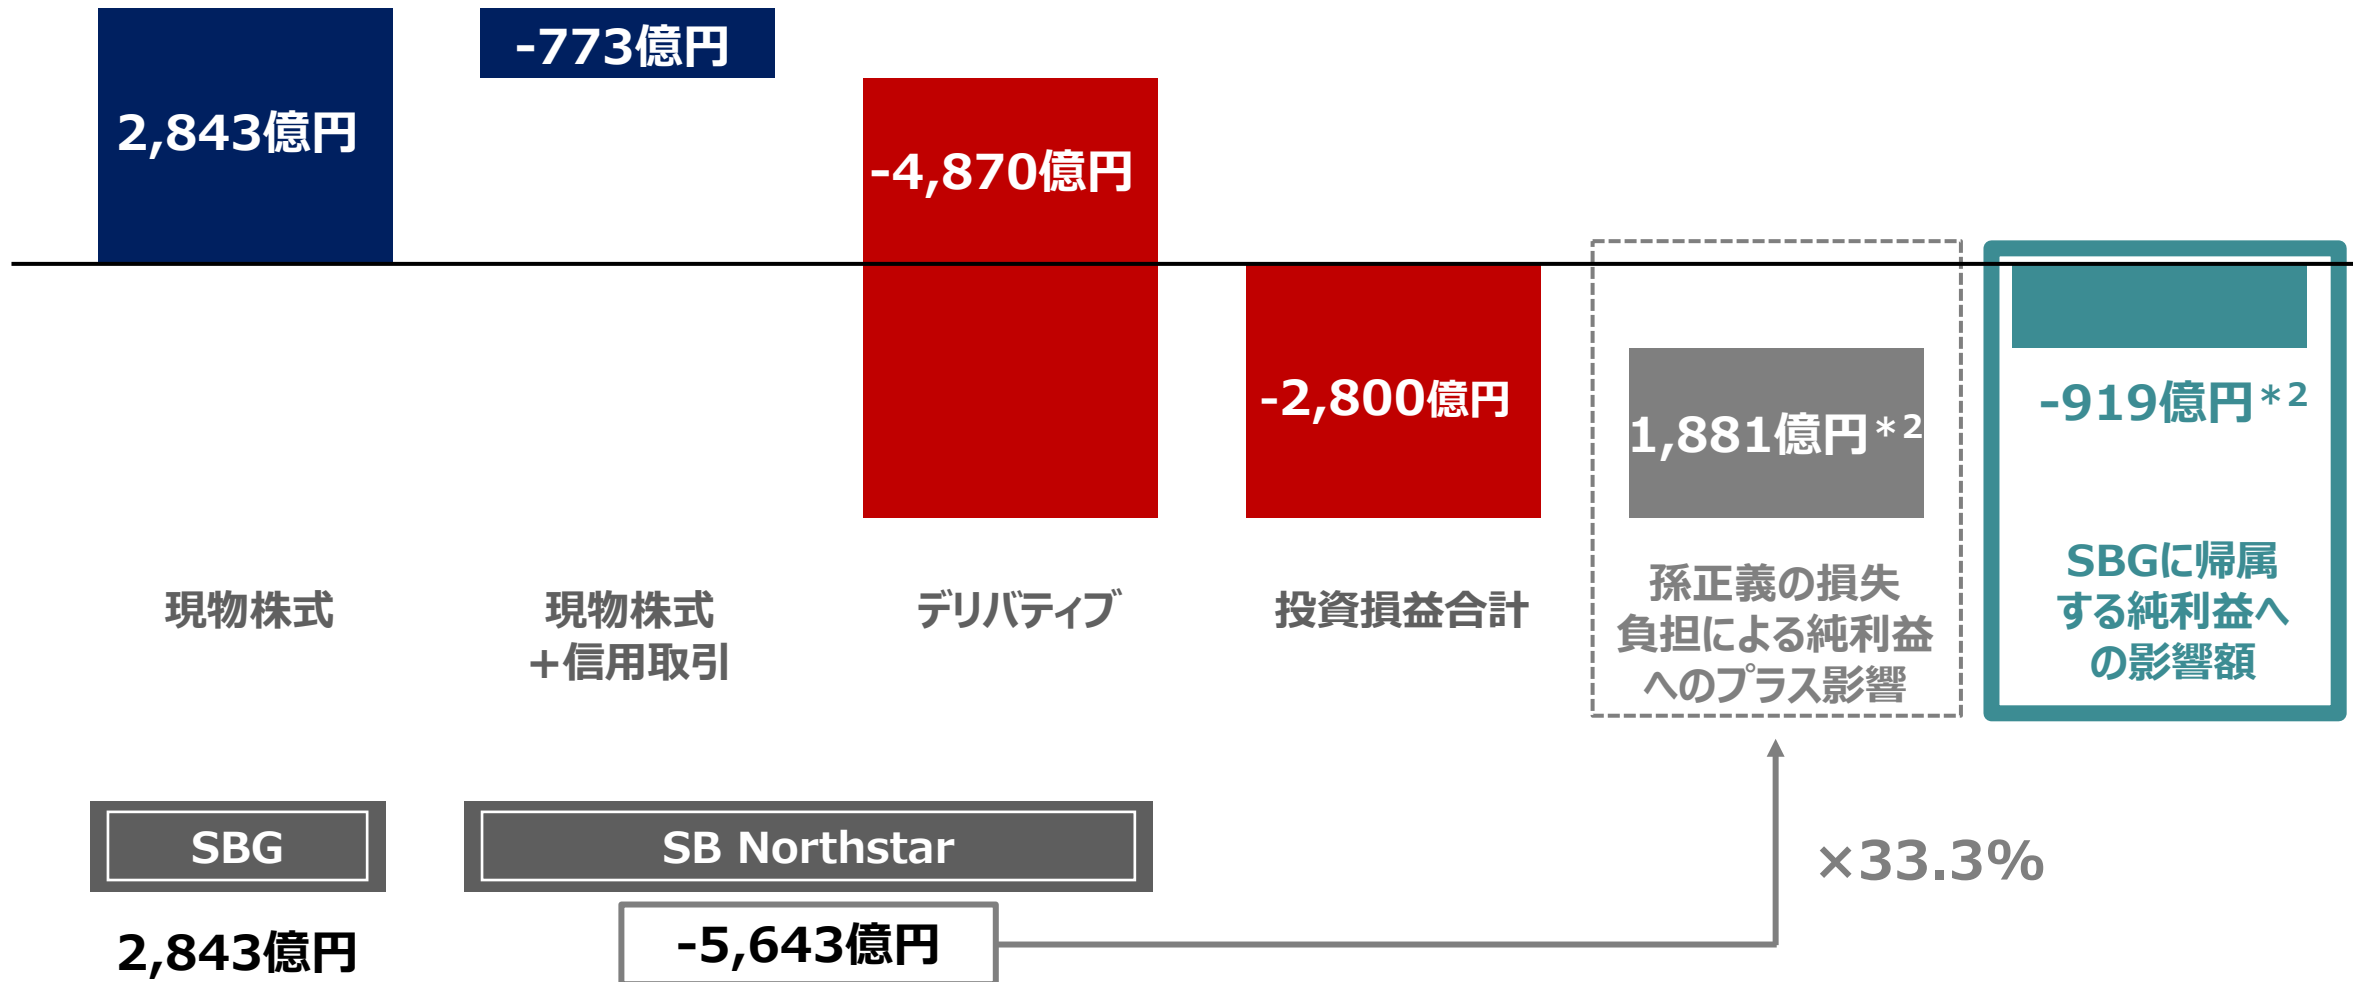 2,843億円
-773億円
-4,870億円
-2,800億円
1,881億円*2
-919億円*2
現物株式
現物株式
+信用取引
デリバティブ
投資損益合計
孫正義の損失
負担による純利益
へのプラス影響
SBGに帰属
する純利益へ
の影響額
SBG
SB Northstar
×33.3%
2,843億円
-5,643億円